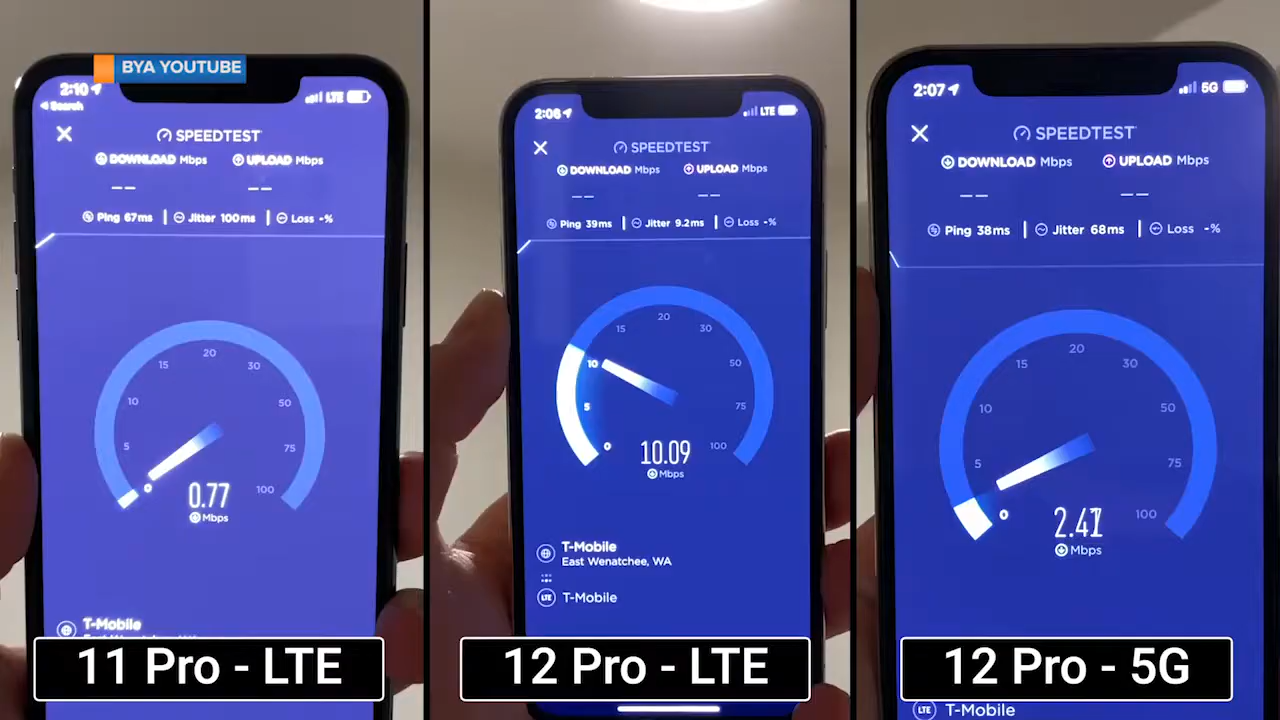 BYA YOUTUBE
2:10
LTE
Search
SPEEDTEST
DOWNLOAD Mbps
UPLOAD Mbps
Ping 67ms
Jitter 100ms
Loss -%
0
5
10
15
20
30
50
75
100
0.77
Mbps
T-Mobile
11 Pro - LTE
2:06
LTE
SPEEDTEST
DOWNLOAD Mbps
UPLOAD Mbps
Ping 39ms
Jitter 9.2ms
Loss -%
0
5
10
15
20
30
50
75
100
10.09
Mbps
T-Mobile
East Wenatchee, WA
LTE T-Mobile
12 Pro - LTE
2:07
5G
SPEEDTEST
DOWNLOAD Mbps
UPLOAD Mbps
Ping 38ms
Jitter 68ms
Loss -%
0
5
10
15
20
30
50
75
100
2.41
Mbps
12 Pro - 5G
LTE T-Mobile